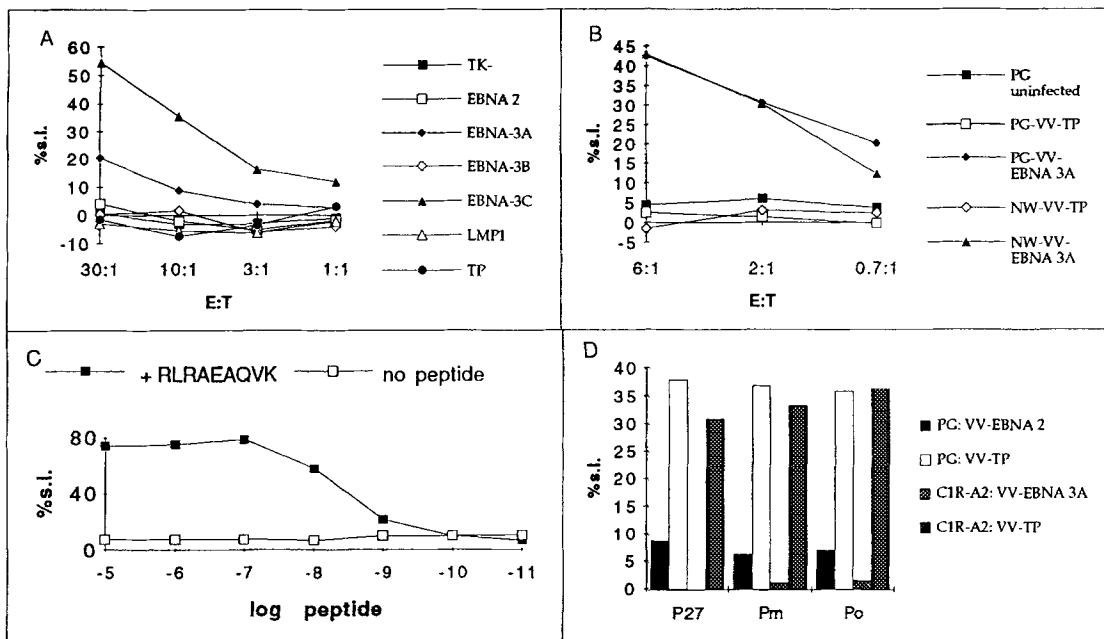 A
60
50
40
30
20
10
0
-10
%s.l.
30:1 10:1 3:1 1:1
E:T
TK-
EBNA 2
EBNA-3A
EBNA-3B
EBNA-3C
LMP1
TP
B
45
40
35
30
25
20
15
10
5
0
-5
%s.l.
6:1 2:1 0.7:1
E:T
PG
uninfected
PG-VV-TP
PG-VV-
EBNA 3A
NW-VV-TP
NW-VV-
EBNA 3A
C
+ RLRAEAQVK no peptide
80
40
0
%s.l.
-5 -6 -7 -8 -9 -10 -11
log peptide
D
40
35
30
25
20
15
10
5
0
%s.l.
P27 Pm Po
PG: VV-EBNA 2
PG: VV-TP
C1R-A2: VV-EBNA 3A
C1R-A2: VV-TP